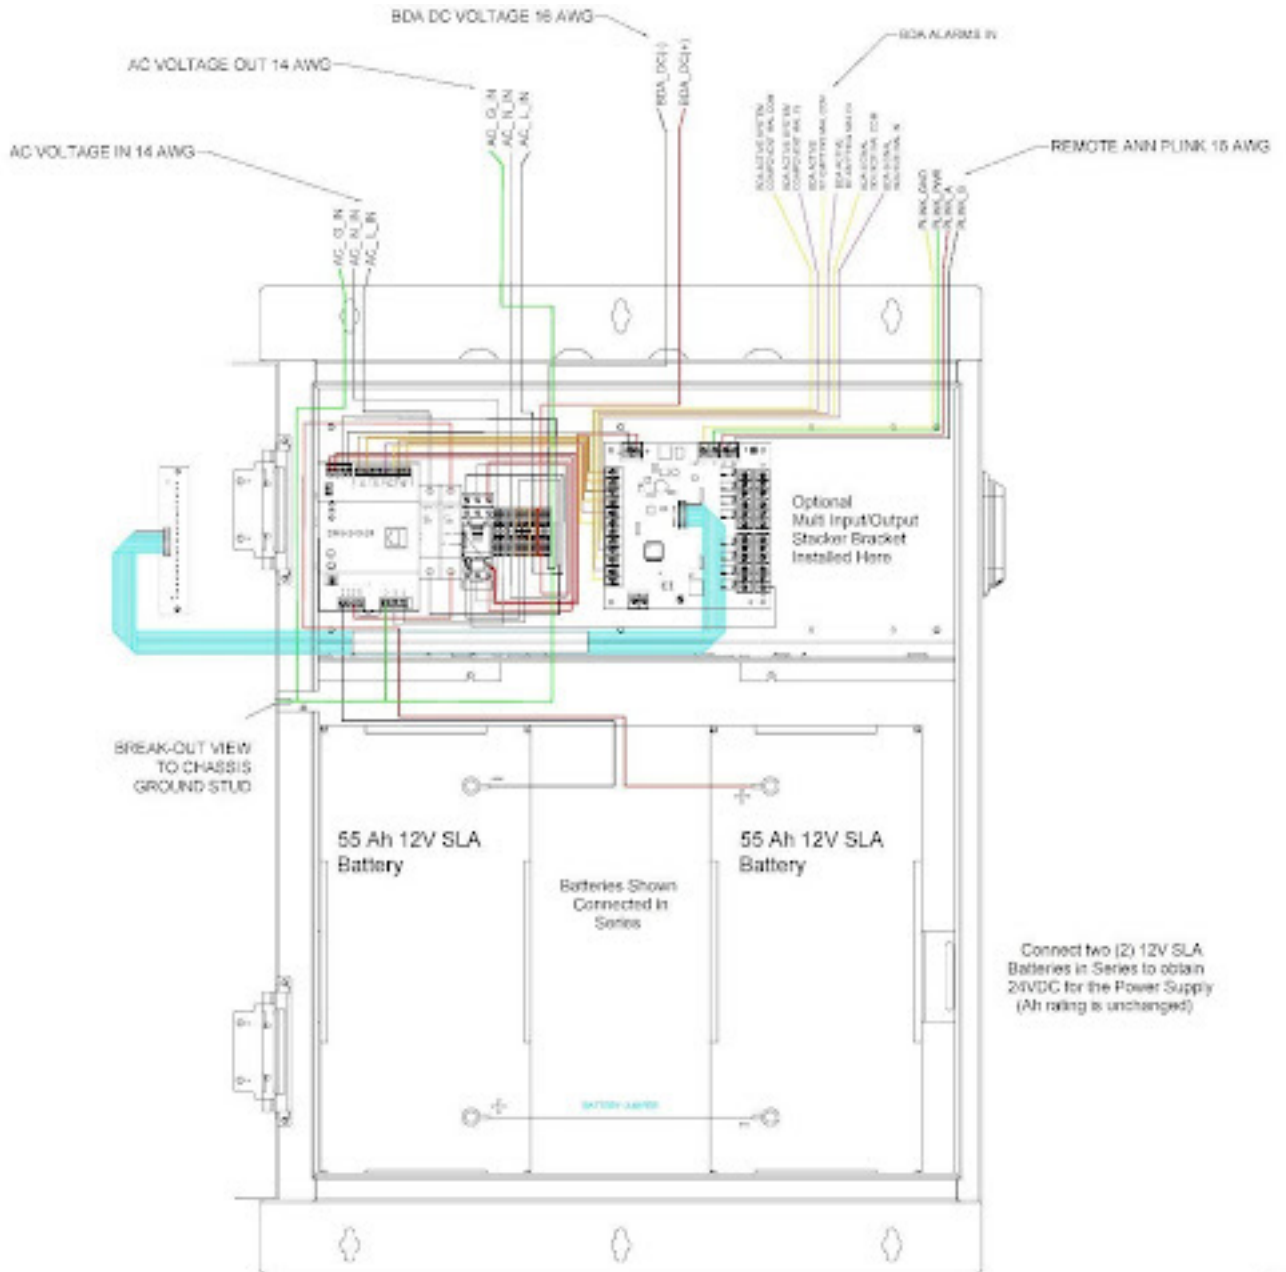 BDA DC VOLTAGE 16 AWG
BDA ALARMS IN
AC VOLTAGE OUT 14 AWG
AC VOLTAGE IN 14 AWG
REMOTE ANN PLINK 16 AWG
BDA_DC(-)
BDA_DC(+)
AC_G_IN
AC_N_IN
AC_L_IN
AC_G_IN
AC_N_IN
AC_L_IN
PLINK_GND
PLINK_PWR
PLINK_A
PLINK_B
Optional
Multi Input/Output
Stacker Bracket
Installed Here
BREAK-OUT VIEW
TO CHASSIS
GROUND STUD
-
+
55 Ah 12V SLA
Battery
55 Ah 12V SLA
Battery
Batteries Shown
Connected in
Series
Connect two (2) 12V SLA
Batteries in Series to obtain
24VDC for the Power Supply
(Ah rating is unchanged)
+
BATTERY JUMPER
-